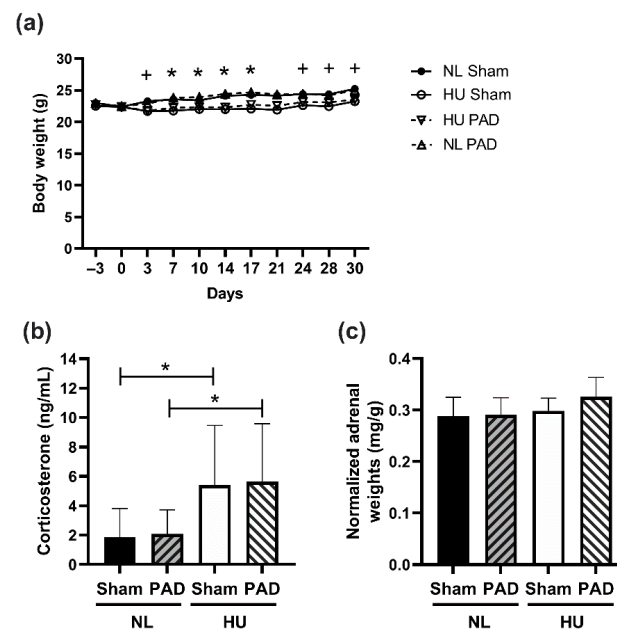 (a)
Body weight (g)
30
25
20
15
10
5
0
+ * * * * + + +
−3 0 3 7 10 14 17 21 24 28 30
Days
NL Sham
HU Sham
HU PAD
NL PAD
(b)
Corticosterone (ng/mL)
14
12
10
8
6
4
2
0
*
*
Sham PAD Sham PAD
NL HU
(c)
Normalized adrenal
weights (mg/g)
0.4
0.3
0.2
0.1
0.0
Sham PAD Sham PAD
NL HU